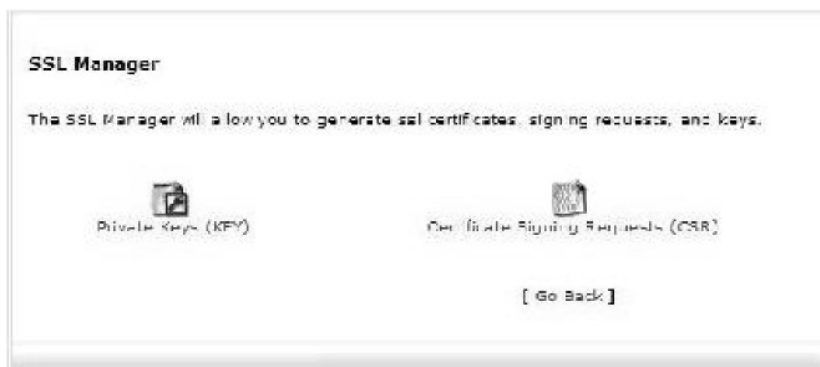 SSL Manager
The SSL Manager will allow you to generate ssl certificates, signing requests, and keys.
Private Keys (KEY)
Certificate Signing Requests (CSR)
[ Go Back ]